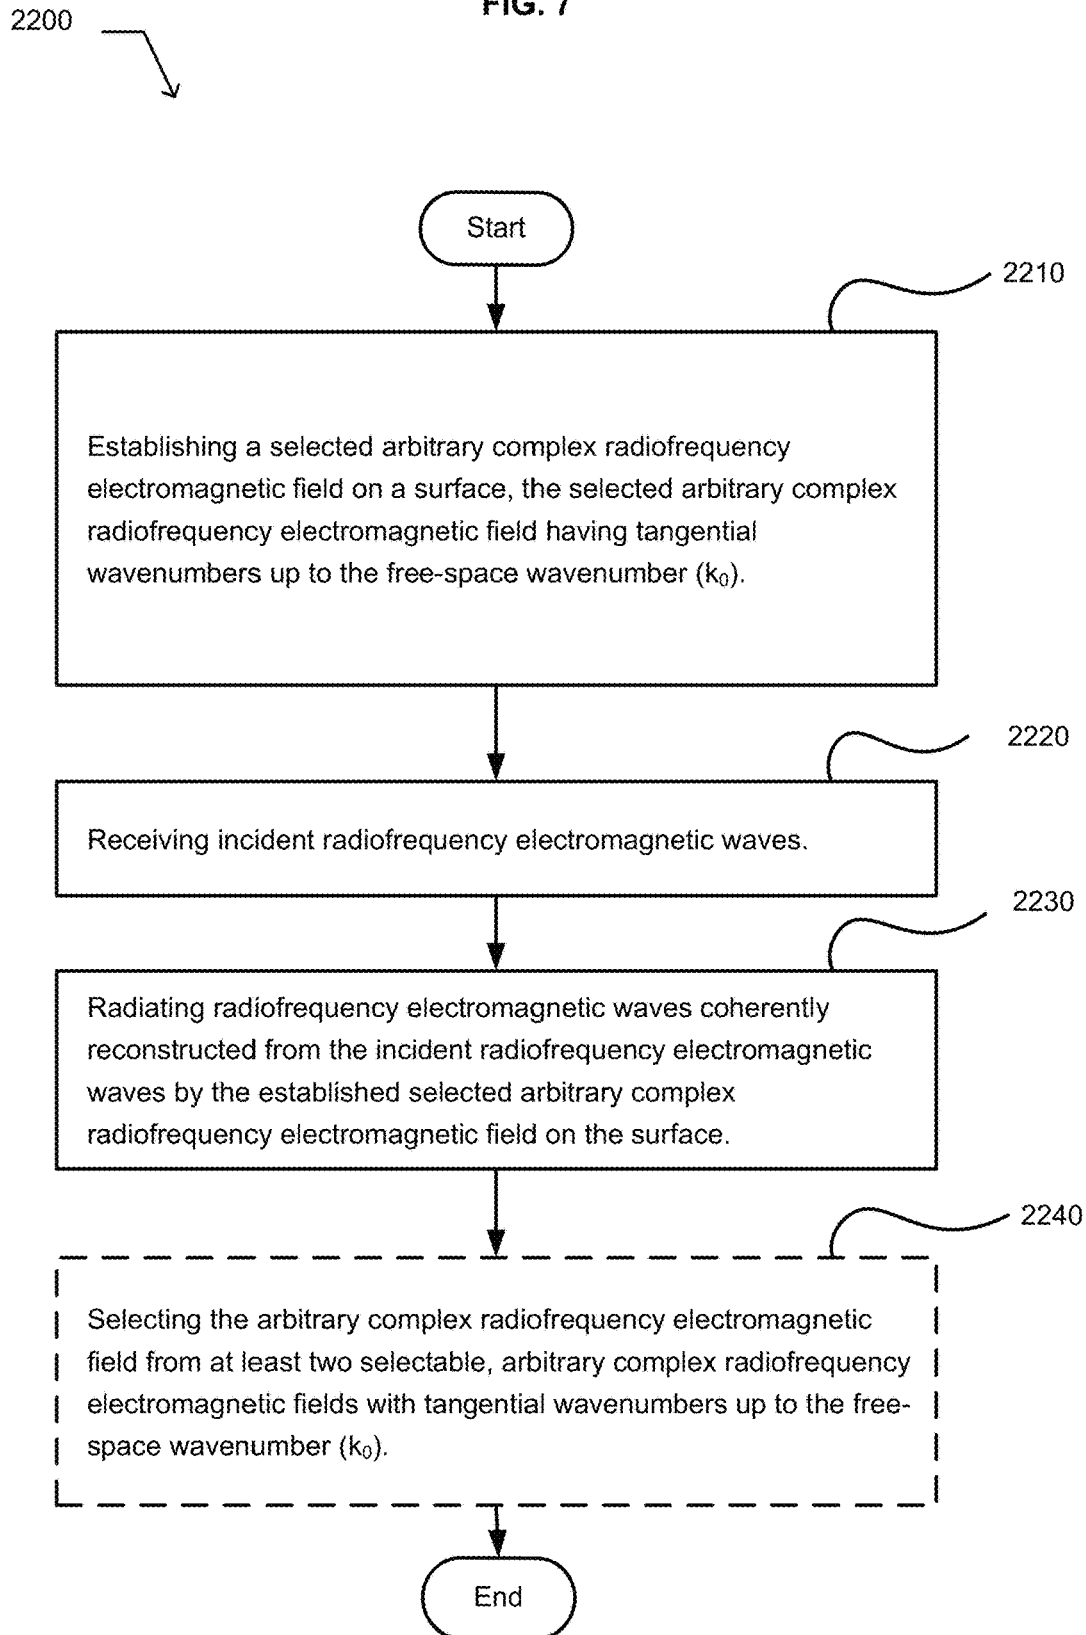 FIG. 7
2200
Start
2210
Establishing a selected arbitrary complex radiofrequency
electromagnetic field on a surface, the selected arbitrary complex
radiofrequency electromagnetic field having tangential
wavenumbers up to the free-space wavenumber (k₀).
2220
Receiving incident radiofrequency electromagnetic waves.
2230
Radiating radiofrequency electromagnetic waves coherently
reconstructed from the incident radiofrequency electromagnetic
waves by the established selected arbitrary complex
radiofrequency electromagnetic field on the surface.
2240
Selecting the arbitrary complex radiofrequency electromagnetic
field from at least two selectable, arbitrary complex radiofrequency
electromagnetic fields with tangential wavenumbers up to the free-
space wavenumber (k₀).
End